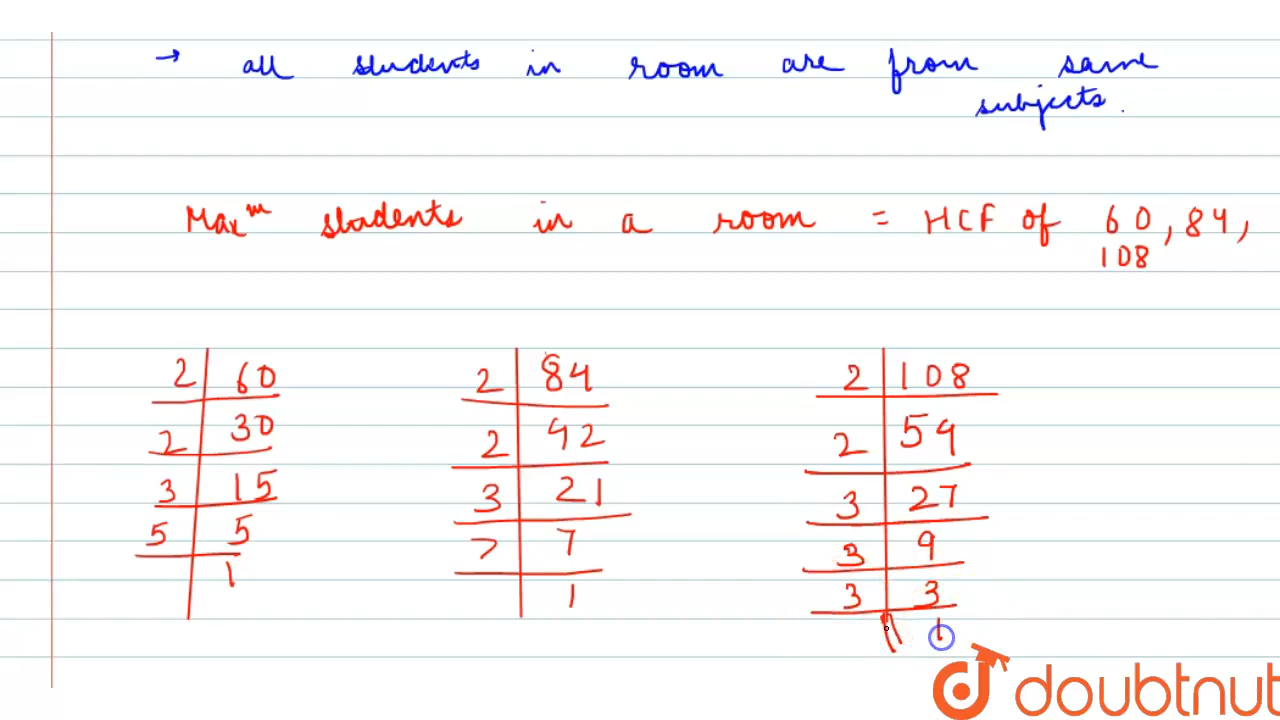 → all students in room are from same
subjects.
Maxᵐ students in a room = HCF of 60, 84,
108
2 | 60
2 | 30
3 | 15
5 | 5
1
2 | 84
2 | 42
3 | 21
7 | 7
1
2 | 108
2 | 54
3 | 27
3 | 9
3 | 3
1
doubtnut